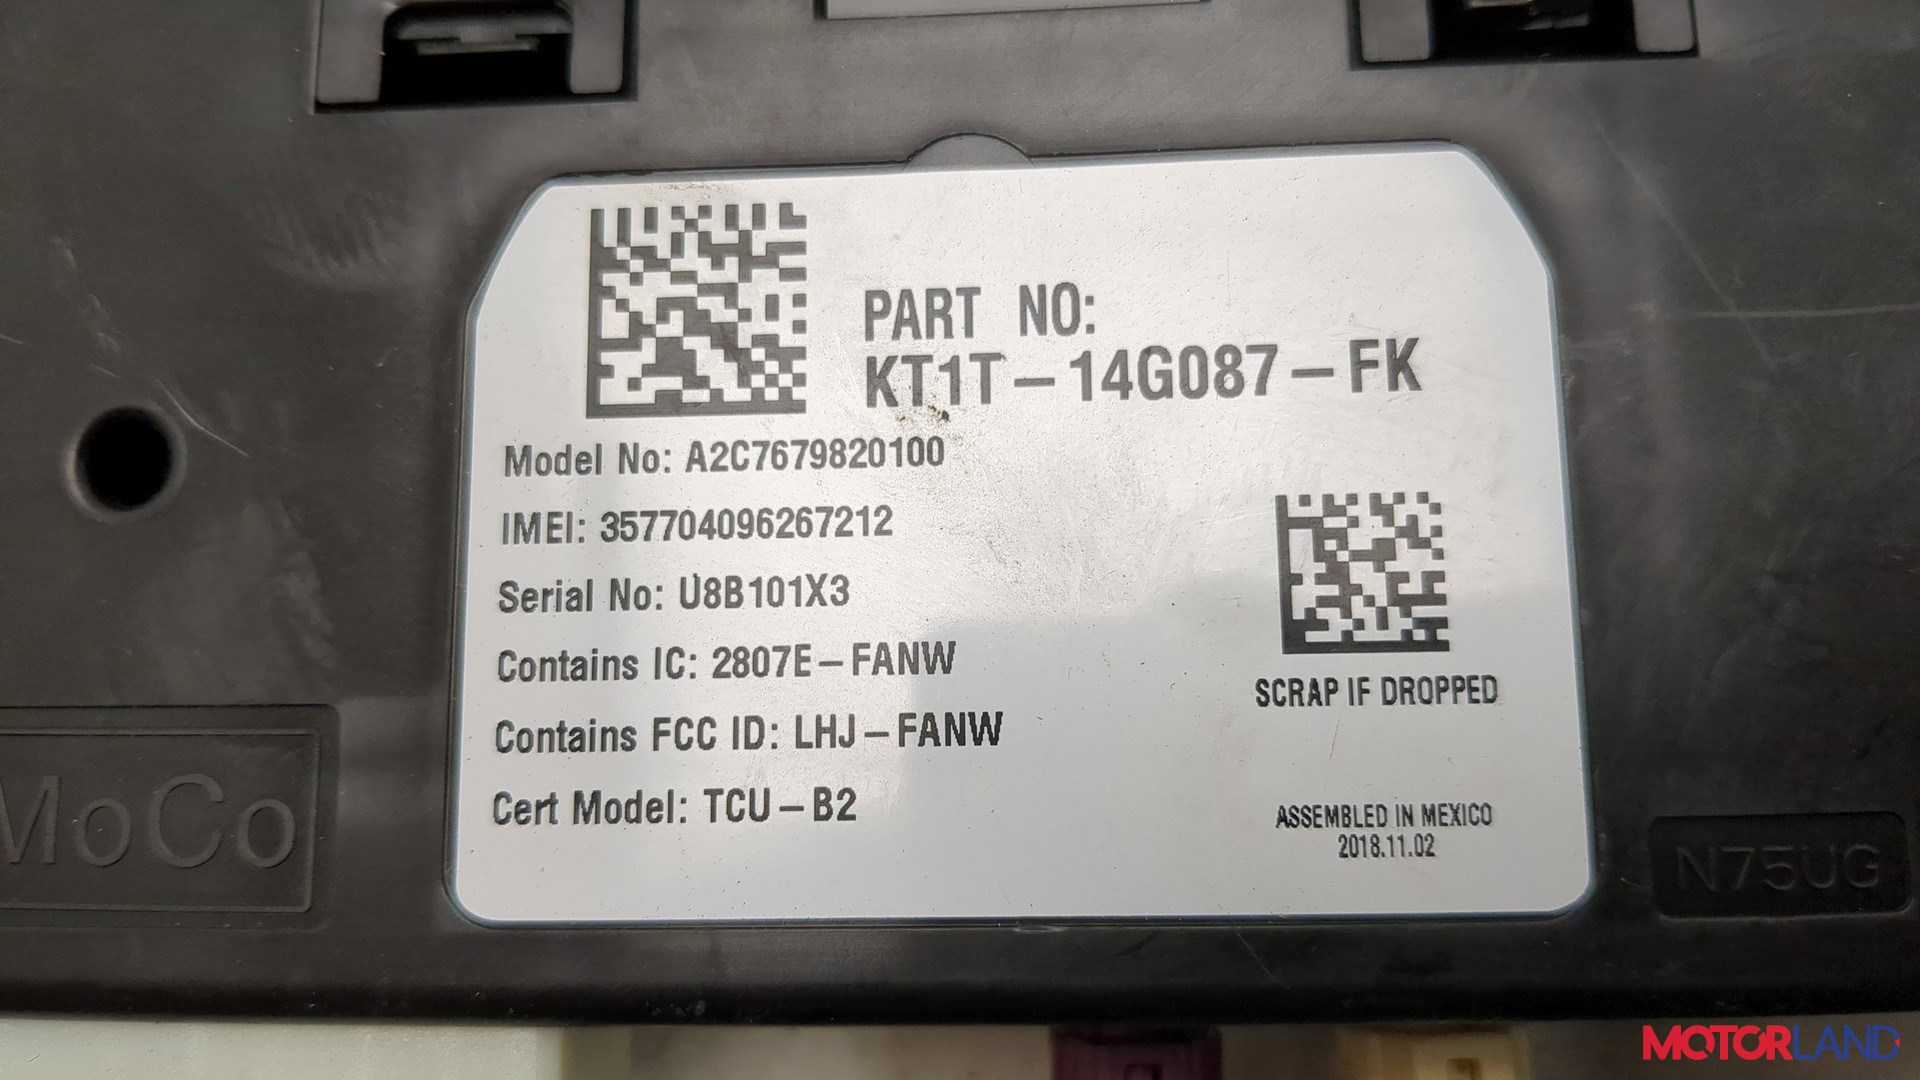 PART NO:
KT1T-14G087-FK
Model No: A2C7679820100
IMEI: 357704096267212
Serial No: U8B101X3
Contains IC: 2807E-FANW
Contains FCC ID: LHJ-FANW
Cert Model: TCU-B2
SCRAP IF DROPPED
ASSEMBLED IN MEXICO
2018.11.02
MoCo
N75UG
MOTORLAND